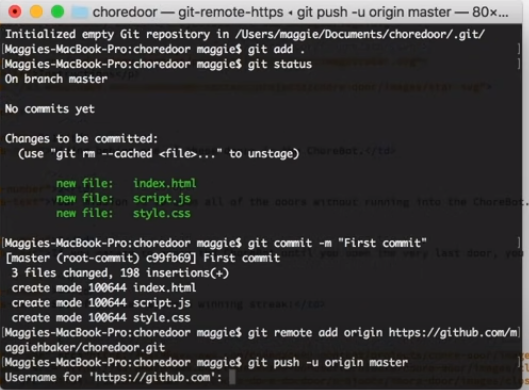 choredoor — git-remote-https ◂ git push -u origin master — 80×...
Initialized empty Git repository in /Users/maggie/Documents/choredoor/.git/
[Maggies-MacBook-Pro:choredoor maggie$ git add .
[Maggies-MacBook-Pro:choredoor maggie$ git status
On branch master
No commits yet
Changes to be committed:
(use "git rm --cached <file>..." to unstage)
new file: index.html
new file: script.js
new file: style.css
[Maggies-MacBook-Pro:choredoor maggie$ git commit -m "First commit"
[master (root-commit) c99fb69] First commit
3 files changed, 198 insertions(+)
create mode 100644 index.html
create mode 100644 script.js
create mode 100644 style.css
[Maggies-MacBook-Pro:choredoor maggie$ git remote add origin https://github.com/m
aggiehbaker/choredoor.git
[Maggies-MacBook-Pro:choredoor maggie$ git push -u origin master
Username for 'https://github.com':